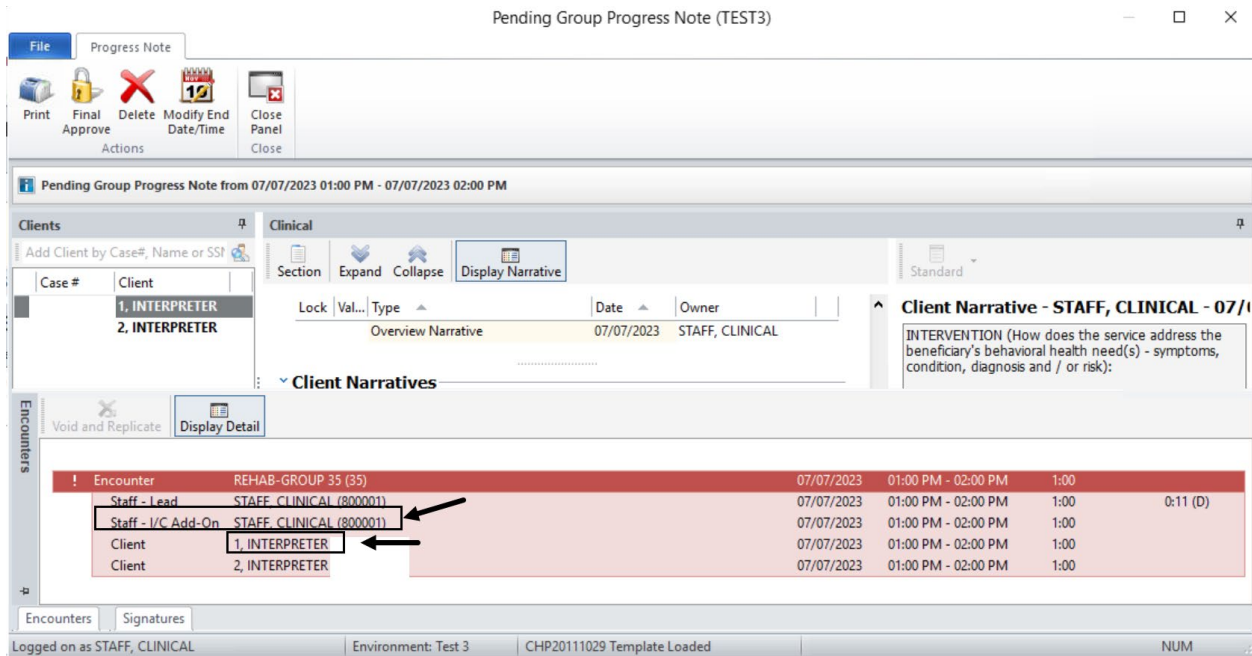 Pending Group Progress Note (TEST3)
File Progress Note
Print Final Approve Delete Modify End Date/Time Close Panel
Actions Close
Pending Group Progress Note from 07/07/2023 01:00 PM - 07/07/2023 02:00 PM
Clients Clinical
Add Client by Case#, Name or SSN
Section Expand Collapse Display Narrative Standard
Case # Client
1, INTERPRETER
2, INTERPRETER
Lock Val... Type Date Owner
Overview Narrative 07/07/2023 STAFF, CLINICAL
Client Narratives
Client Narrative - STAFF, CLINICAL - 07/
INTERVENTION (How does the service address the
beneficiary's behavioral health need(s) - symptoms,
condition, diagnosis and / or risk):
Encounters
Void and Replicate Display Detail
! Encounter REHAB-GROUP 35 (35) 07/07/2023 01:00 PM - 02:00 PM 1:00
Staff - Lead STAFF, CLINICAL (800001) 07/07/2023 01:00 PM - 02:00 PM 1:00 0:11 (D)
Staff - I/C Add-On STAFF, CLINICAL (800001) 07/07/2023 01:00 PM - 02:00 PM 1:00
Client 1, INTERPRETER 07/07/2023 01:00 PM - 02:00 PM 1:00
Client 2, INTERPRETER 07/07/2023 01:00 PM - 02:00 PM 1:00
Encounters Signatures
Logged on as STAFF, CLINICAL Environment: Test 3 CHP20111029 Template Loaded NUM